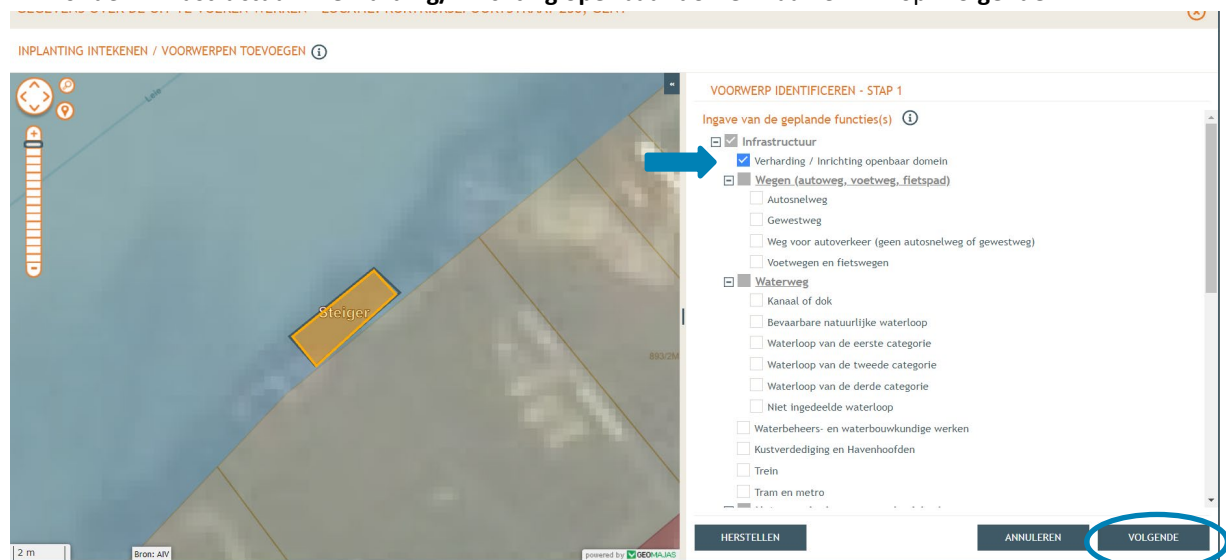 INPLANTING INTEKENEN / VOORWERPEN TOEVOEGEN i
Leie
Steiger
893/2M
2 m
Bron: AIV
powered by GEOMAJAS
VOORWERP IDENTIFICEREN - STAP 1
Ingave van de geplande functies(s) i
Infrastructuur
Verharding / Inrichting openbaar domein
Wegen (autoweg, voetweg, fietspad)
Autosnelweg
Gewestweg
Weg voor autoverkeer (geen autosnelweg of gewestweg)
Voetwegen en fietswegen
Waterweg
Kanaal of dok
Bevaarbare natuurlijke waterloop
Waterloop van de eerste categorie
Waterloop van de tweede categorie
Waterloop van de derde categorie
Niet ingedeelde waterloop
Waterbeheers- en waterbouwkundige werken
Kustverdediging en Havenhoofden
Trein
Tram en metro
HERSTELLEN
ANNULEREN
VOLGENDE